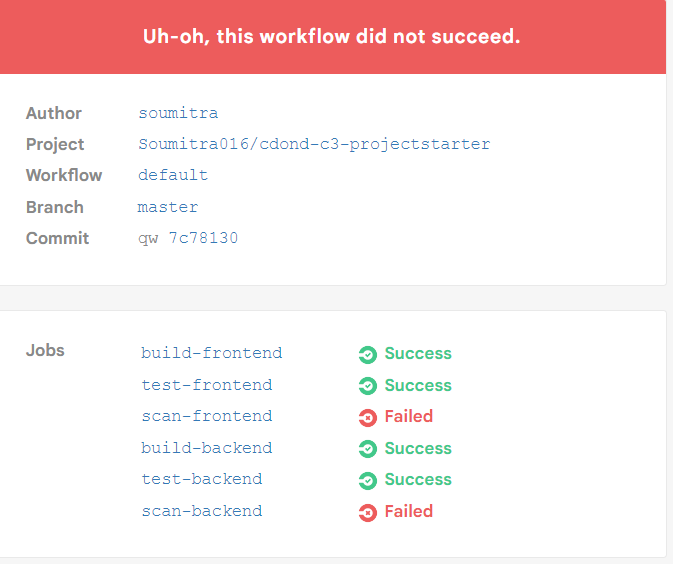 Uh-oh, this workflow did not succeed.
Author soumitra
Project Soumitra016/cdond-c3-projectstarter
Workflow default
Branch master
Commit qw 7c78130
Jobs build-frontend Success
test-frontend Success
scan-frontend Failed
build-backend Success
test-backend Success
scan-backend Failed